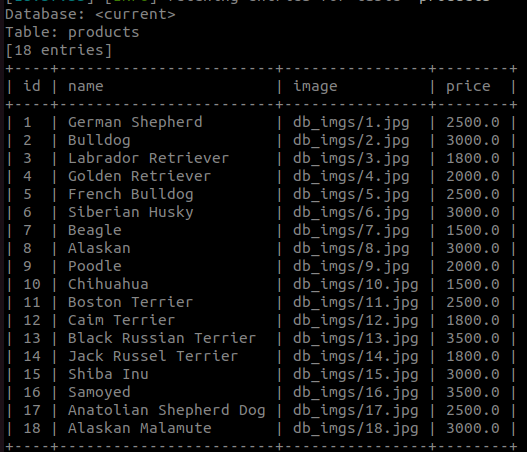 Database: <current>
Table: products
[18 entries]
+----+------------------------+----------------+--------+
| id | name                   | image          | price  |
+----+------------------------+----------------+--------+
| 1  | German Shepherd        | db_imgs/1.jpg  | 2500.0 |
| 2  | Bulldog                | db_imgs/2.jpg  | 3000.0 |
| 3  | Labrador Retriever     | db_imgs/3.jpg  | 1800.0 |
| 4  | Golden Retriever       | db_imgs/4.jpg  | 2000.0 |
| 5  | French Bulldog         | db_imgs/5.jpg  | 2500.0 |
| 6  | Siberian Husky         | db_imgs/6.jpg  | 3000.0 |
| 7  | Beagle                 | db_imgs/7.jpg  | 1500.0 |
| 8  | Alaskan                | db_imgs/8.jpg  | 3000.0 |
| 9  | Poodle                 | db_imgs/9.jpg  | 2000.0 |
| 10 | Chihuahua              | db_imgs/10.jpg | 1500.0 |
| 11 | Boston Terrier         | db_imgs/11.jpg | 2500.0 |
| 12 | Caim Terrier           | db_imgs/12.jpg | 1800.0 |
| 13 | Black Russian Terrier  | db_imgs/13.jpg | 3500.0 |
| 14 | Jack Russel Terrier    | db_imgs/14.jpg | 1800.0 |
| 15 | Shiba Inu              | db_imgs/15.jpg | 3000.0 |
| 16 | Samoyed                | db_imgs/16.jpg | 3500.0 |
| 17 | Anatolian Shepherd Dog | db_imgs/17.jpg | 2500.0 |
| 18 | Alaskan Malamute       | db_imgs/18.jpg | 3000.0 |
+----+------------------------+----------------+--------+